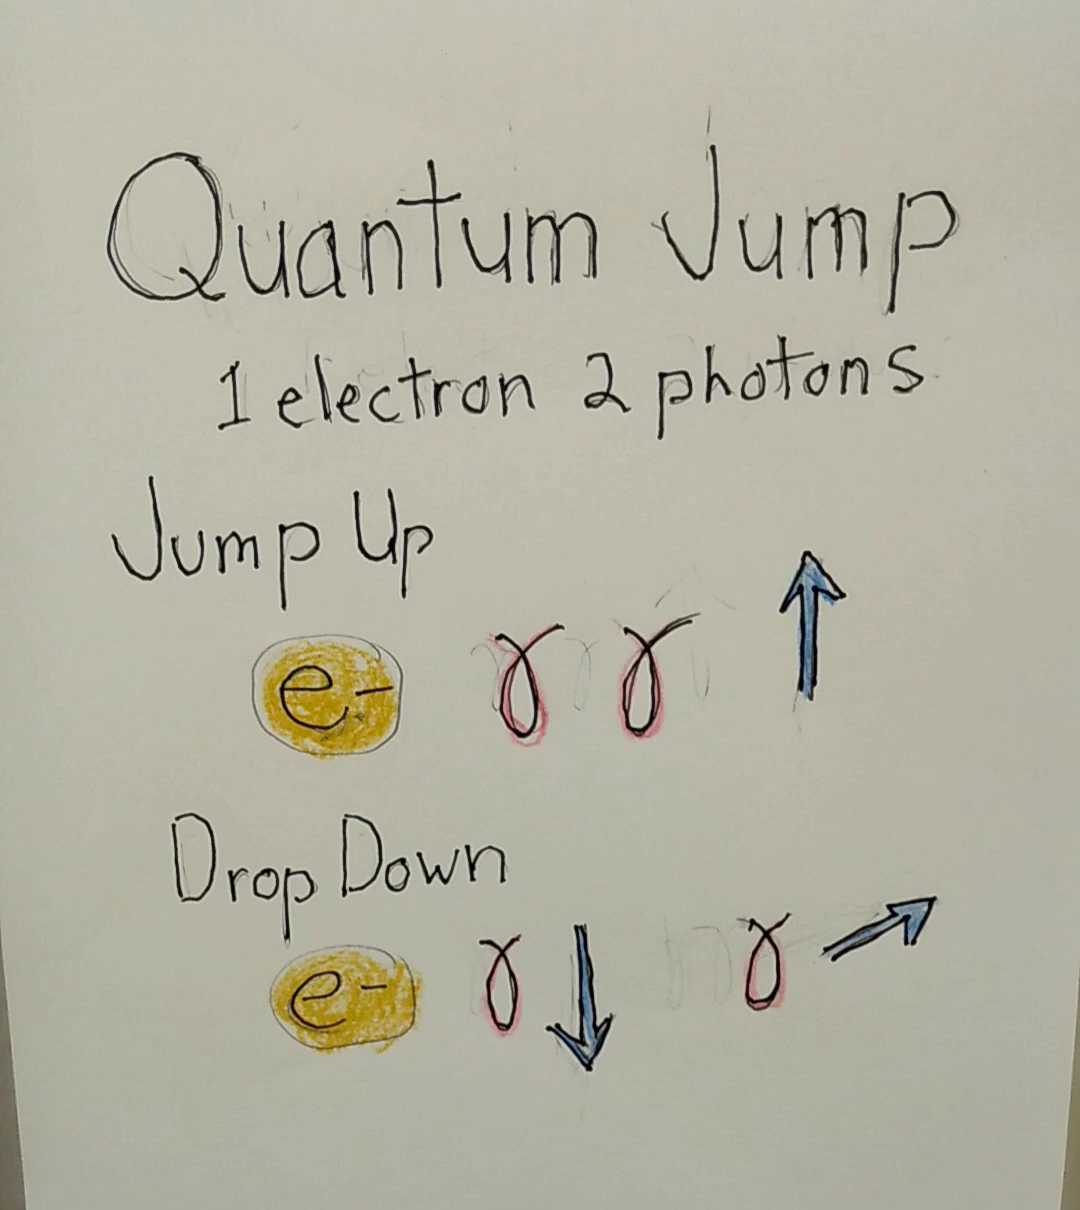 Quantum Jump
1 electron 2 photons
Jump Up
e- γ γ ↑
Drop Down
e- γ ↓ γ ↗